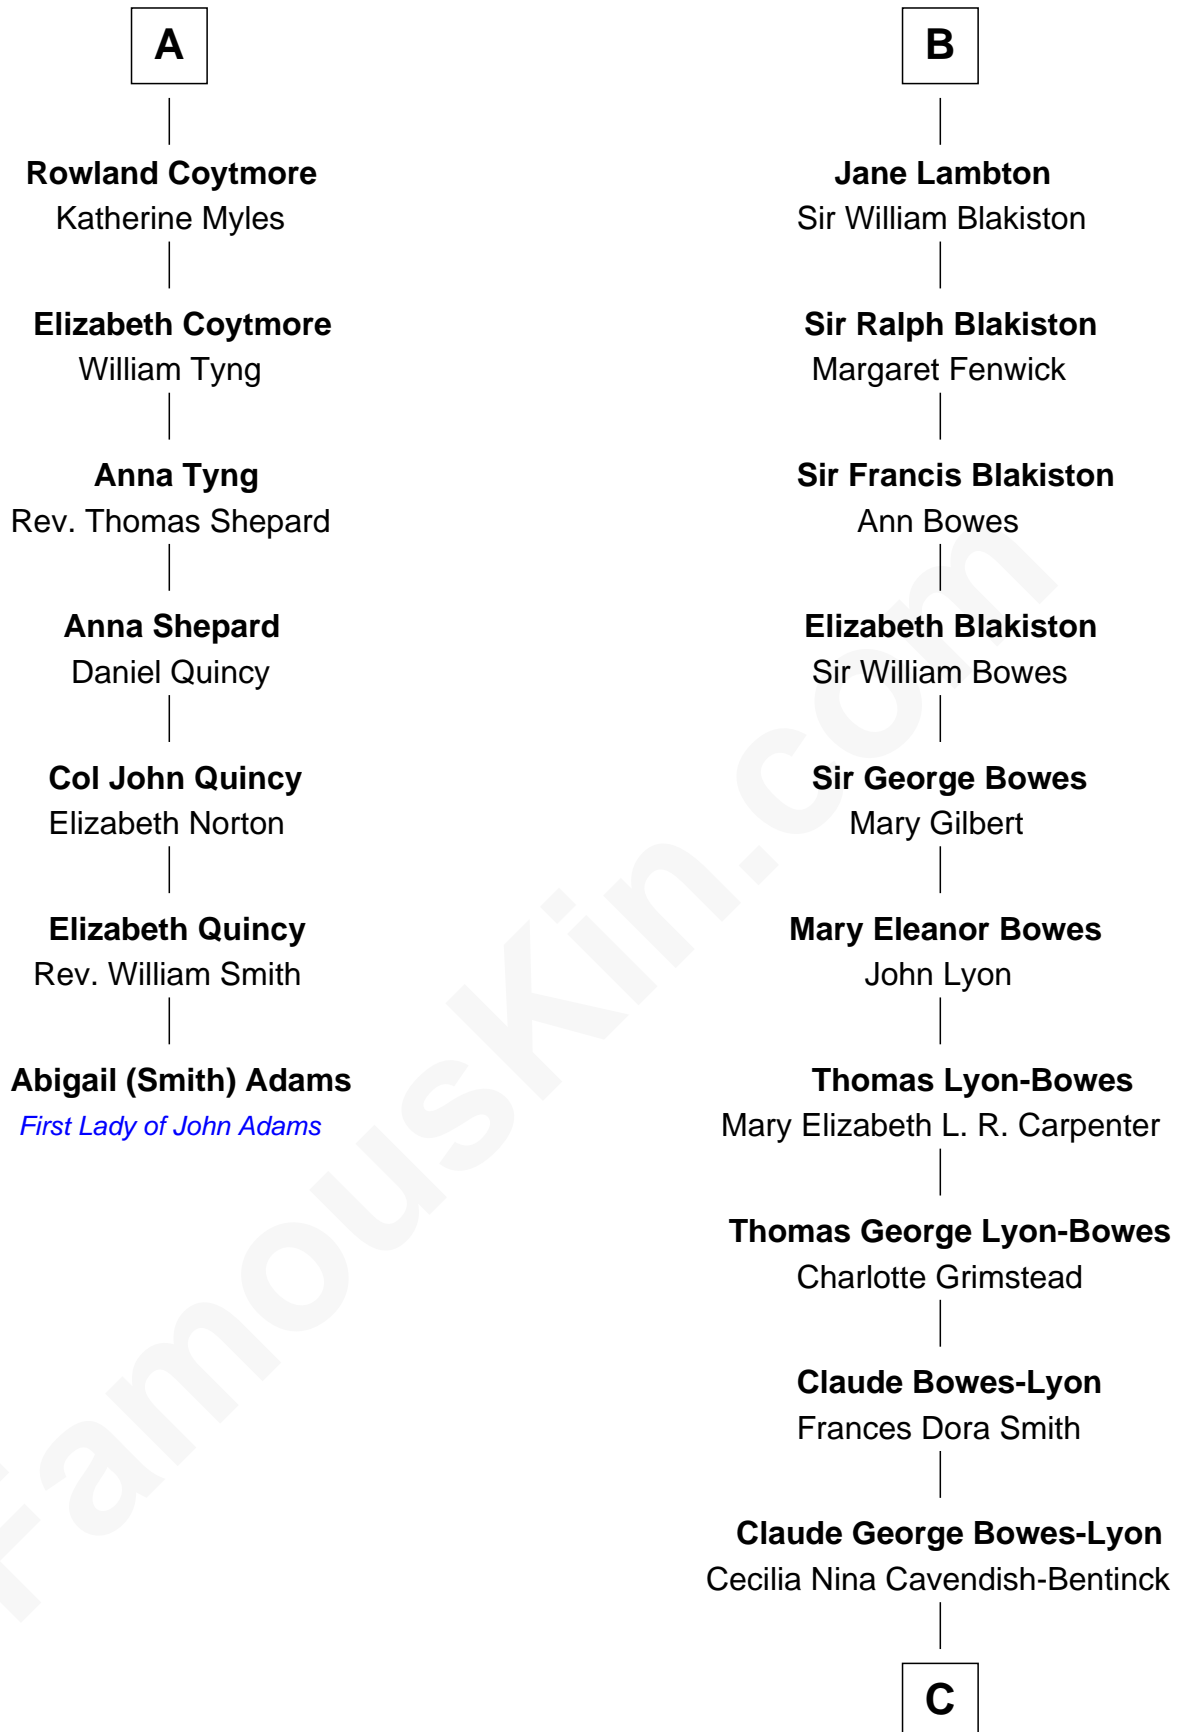 A
Rowland Coytmore
Katherine Myles
Elizabeth Coytmore
William Tyng
Anna Tyng
Rev. Thomas Shepard
Anna Shepard
Daniel Quincy
Col John Quincy
Elizabeth Norton
Elizabeth Quincy
Rev. William Smith
Abigail (Smith) Adams
First Lady of John Adams
B
Jane Lambton
Sir William Blakiston
Sir Ralph Blakiston
Margaret Fenwick
Sir Francis Blakiston
Ann Bowes
Elizabeth Blakiston
Sir William Bowes
Sir George Bowes
Mary Gilbert
Mary Eleanor Bowes
John Lyon
Thomas Lyon-Bowes
Mary Elizabeth L. R. Carpenter
Thomas George Lyon-Bowes
Charlotte Grimstead
Claude Bowes-Lyon
Frances Dora Smith
Claude George Bowes-Lyon
Cecilia Nina Cavendish-Bentinck
C
FamousKin.com